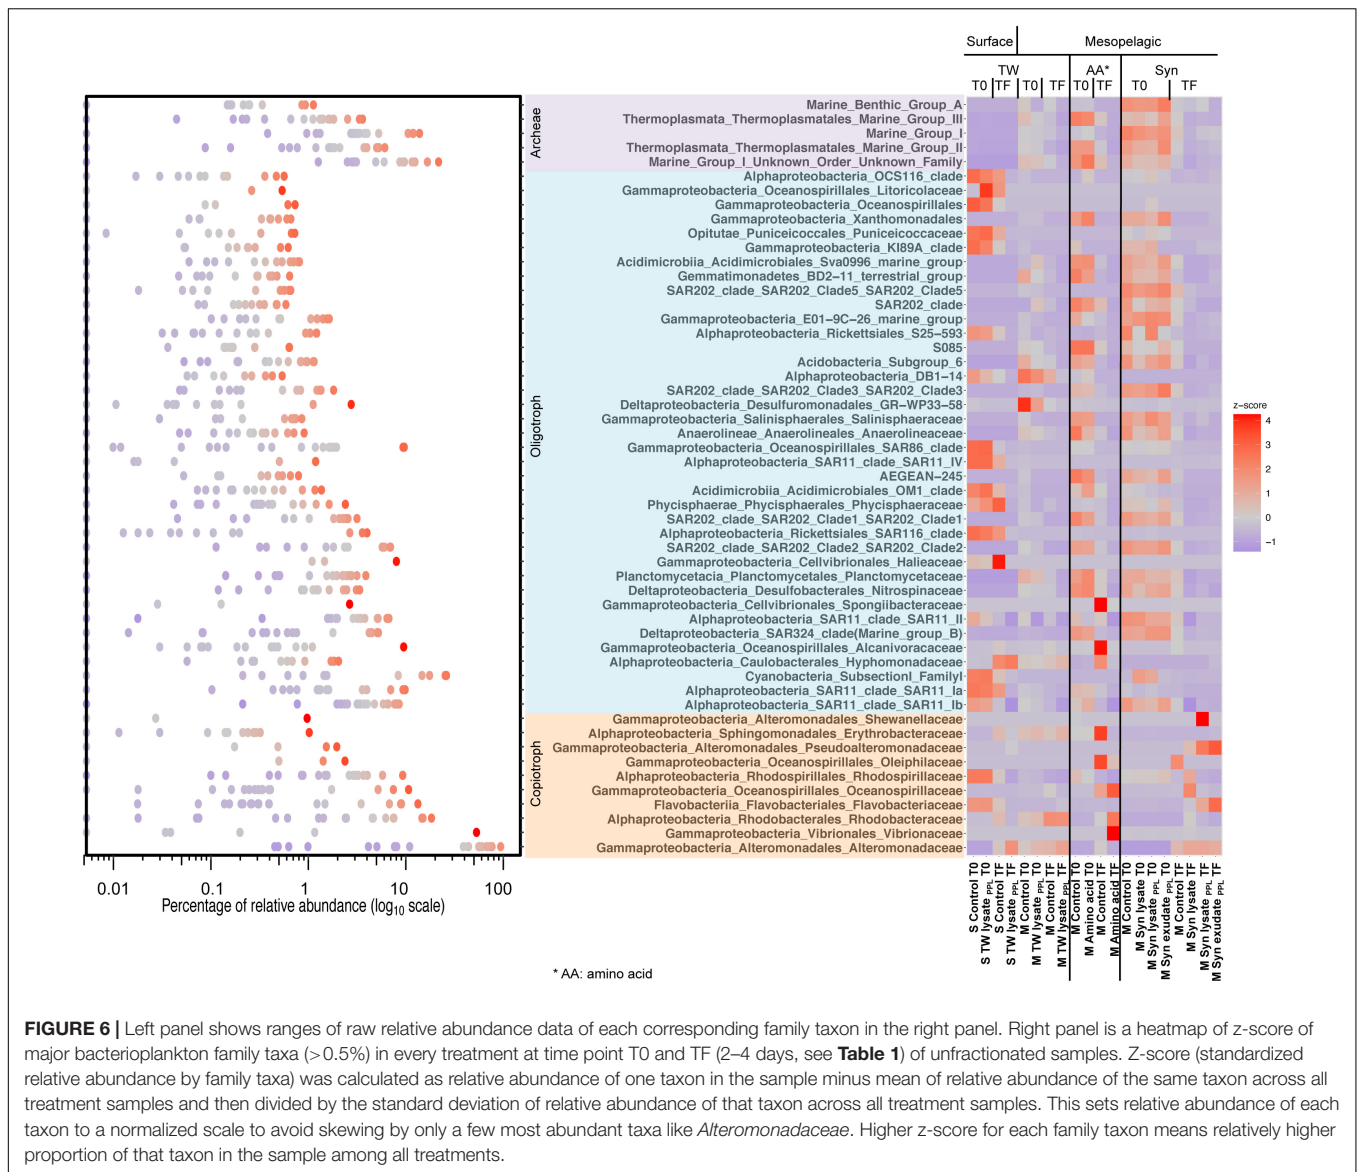 Surface
Mesopelagic
TW
AA*
Syn
T0
TF
T0
TF
T0
TF
T0
TF
Archeae
Oligotroph
Copiotroph
Marine_Benthic_Group_A
Thermoplasmata_Thermoplasmatales_Marine_Group_III
Marine_Group_I
Thermoplasmata_Thermoplasmatales_Marine_Group_II
Marine_Group_I_Unknown_Order_Unknown_Family
Alphaproteobacteria_OCS116_clade
Gammaproteobacteria_Oceanospirillales_Litoricolaceae
Gammaproteobacteria_Oceanospirillales
Gammaproteobacteria_Xanthomonadales
Opitutae_Puniceicoccales_Puniceicoccaceae
Gammaproteobacteria_KI89A_clade
Acidimicrobiia_Acidimicrobiales_Sva0996_marine_group
Gemmatimonadetes_BD2−11_terrestrial_group
SAR202_clade_SAR202_Clade5_SAR202_Clade5
SAR202_clade
Gammaproteobacteria_E01−9C−26_marine_group
Alphaproteobacteria_Rickettsiales_S25−593
S085
Acidobacteria_Subgroup_6
Alphaproteobacteria_DB1−14
SAR202_clade_SAR202_Clade3_SAR202_Clade3
Deltaproteobacteria_Desulfuromonadales_GR−WP33−58
Gammaproteobacteria_Salinisphaerales_Salinisphaeraceae
Anaerolineae_Anaerolineales_Anaerolineaceae
Gammaproteobacteria_Oceanospirillales_SAR86_clade
Alphaproteobacteria_SAR11_clade_SAR11_IV
AEGEAN−245
Acidimicrobiia_Acidimicrobiales_OM1_clade
Phycisphaerae_Phycisphaerales_Phycisphaeraceae
SAR202_clade_SAR202_Clade1_SAR202_Clade1
Alphaproteobacteria_Rickettsiales_SAR116_clade
SAR202_clade_SAR202_Clade2_SAR202_Clade2
Gammaproteobacteria_Cellvibrionales_Halieaceae
Planctomycetacia_Planctomycetales_Planctomycetaceae
Deltaproteobacteria_Desulfobacterales_Nitrospinaceae
Gammaproteobacteria_Cellvibrionales_Spongiibacteraceae
Alphaproteobacteria_SAR11_clade_SAR11_II
Deltaproteobacteria_SAR324_clade(Marine_group_B)
Gammaproteobacteria_Oceanospirillales_Alcanivoracaceae
Alphaproteobacteria_Caulobacterales_Hyphomonadaceae
Cyanobacteria_SubsectionI_FamilyI
Alphaproteobacteria_SAR11_clade_SAR11_Ia
Alphaproteobacteria_SAR11_clade_SAR11_Ib
Gammaproteobacteria_Alteromonadales_Shewanellaceae
Alphaproteobacteria_Sphingomonadales_Erythrobacteraceae
Gammaproteobacteria_Alteromonadales_Pseudoalteromonadaceae
Gammaproteobacteria_Oceanospirillales_Oleiphilaceae
Alphaproteobacteria_Rhodospirillales_Rhodospirillaceae
Gammaproteobacteria_Oceanospirillales_Oceanospirillaceae
Flavobacteriia_Flavobacteriales_Flavobacteriaceae
Alphaproteobacteria_Rhodobacterales_Rhodobacteraceae
Gammaproteobacteria_Vibrionales_Vibrionaceae
Gammaproteobacteria_Alteromonadales_Alteromonadaceae
z−score
4
3
2
1
0
−1
0.01
0.1
1
10
100
Percentage of relative abundance (log10 scale)
S Control T0
S TW lysate PPL T0
S Control TF
S TW lysate PPL TF
M Control T0
M TW lysate PPL T0
M Control TF
M TW lysate PPL TF
M Control T0
M Amino acid T0
M Control TF
M Amino acid TF
M Control T0
M Syn lysate T0
M Syn lysate PPL T0
M Syn exudate PPL T0
M Control TF
M Syn lysate TF
M Syn lysate PPL TF
M Syn exudate PPL TF
* AA: amino acid
FIGURE 6 | Left panel shows ranges of raw relative abundance data of each corresponding family taxon in the right panel. Right panel is a heatmap of z-score of
major bacterioplankton family taxa (>0.5%) in every treatment at time point T0 and TF (2–4 days, see Table 1) of unfractionated samples. Z-score (standardized
relative abundance by family taxa) was calculated as relative abundance of one taxon in the sample minus mean of relative abundance of the same taxon across all
treatment samples and then divided by the standard deviation of relative abundance of that taxon across all treatment samples. This sets relative abundance of each
taxon to a normalized scale to avoid skewing by only a few most abundant taxa like Alteromonadaceae. Higher z-score for each family taxon means relatively higher
proportion of that taxon in the sample among all treatments.